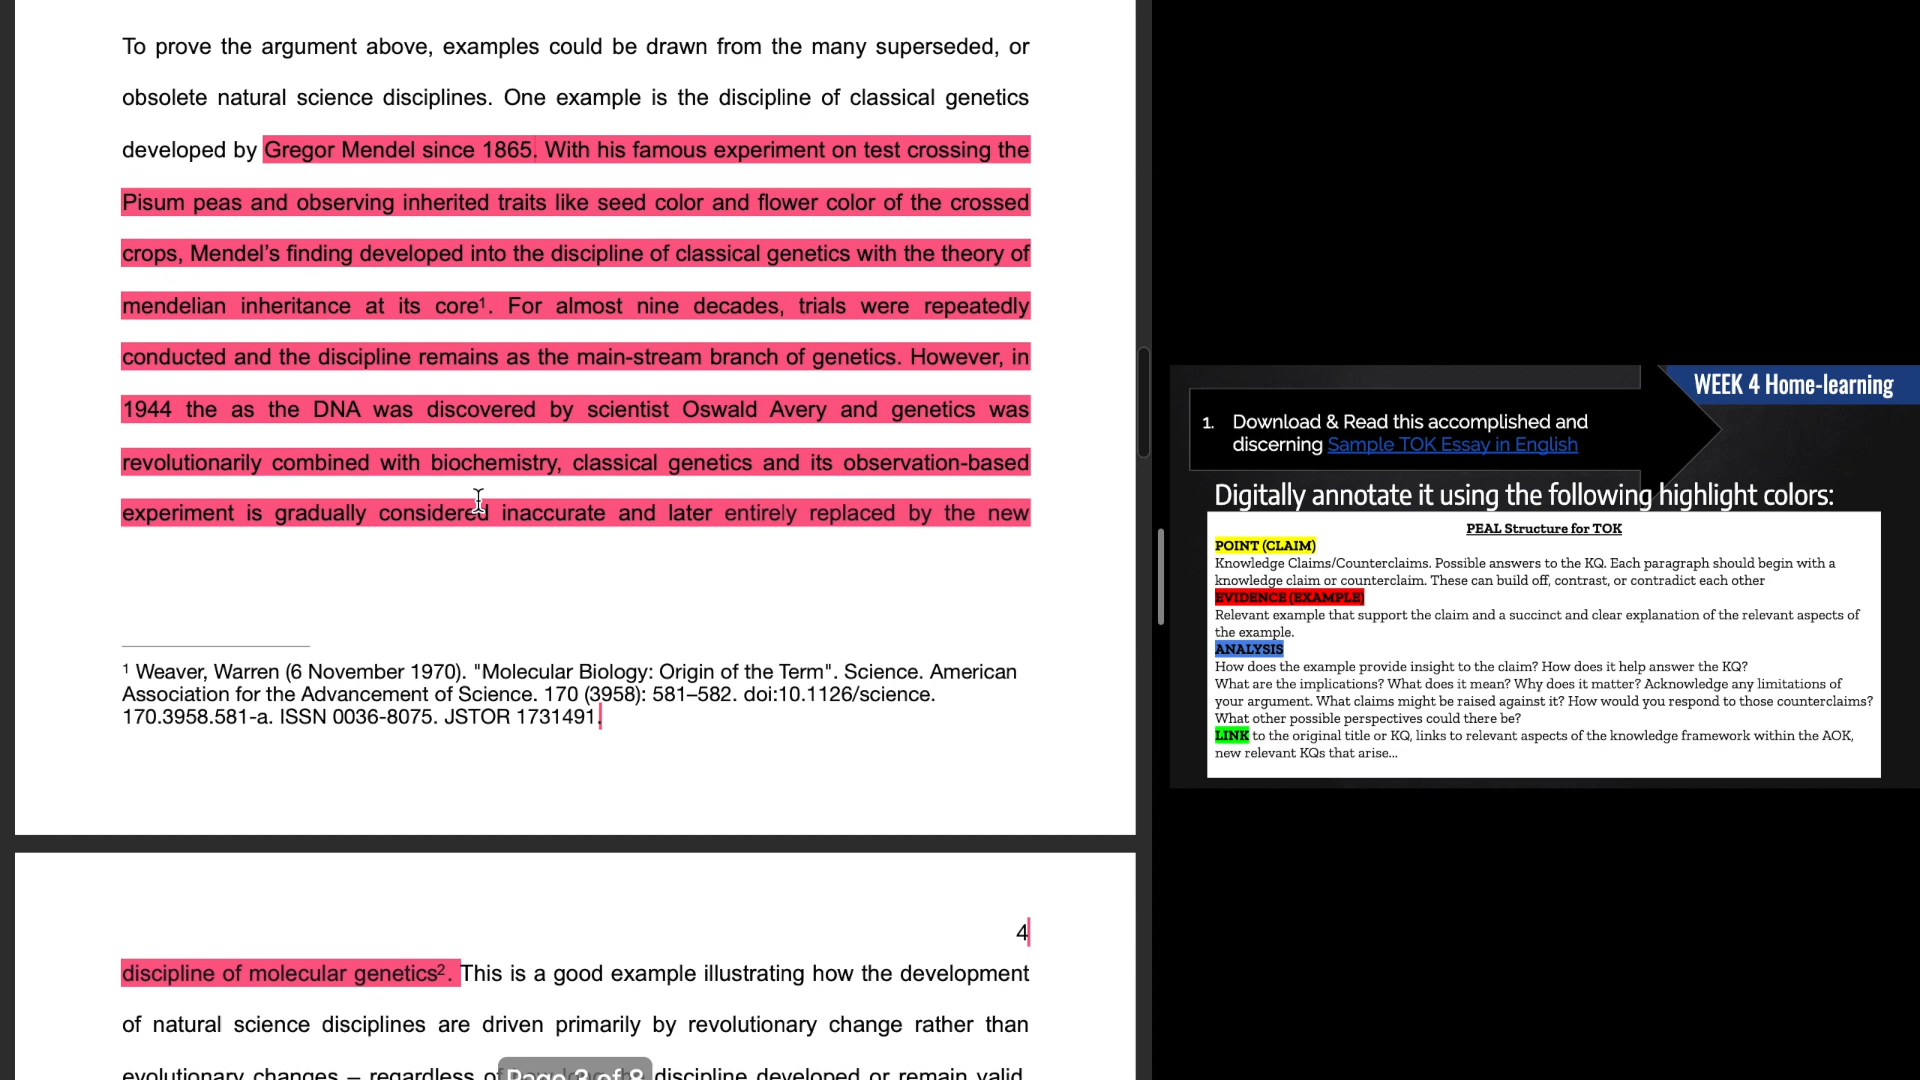 To prove the argument above, examples could be drawn from the many superseded, or
obsolete natural science disciplines. One example is the discipline of classical genetics
developed by Gregor Mendel since 1865. With his famous experiment on test crossing the
Pisum peas and observing inherited traits like seed color and flower color of the crossed
crops, Mendel’s finding developed into the discipline of classical genetics with the theory of
mendelian inheritance at its core¹. For almost nine decades, trials were repeatedly
conducted and the discipline remains as the main-stream branch of genetics. However, in
1944 the as the DNA was discovered by scientist Oswald Avery and genetics was
revolutionarily combined with biochemistry, classical genetics and its observation-based
experiment is gradually considered inaccurate and later entirely replaced by the new
¹ Weaver, Warren (6 November 1970). "Molecular Biology: Origin of the Term". Science. American
Association for the Advancement of Science. 170 (3958): 581–582. doi:10.1126/science.
170.3958.581-a. ISSN 0036-8075. JSTOR 1731491.
4
discipline of molecular genetics². This is a good example illustrating how the development
of natural science disciplines are driven primarily by revolutionary change rather than
evolutionary changes – regardless of discipline developed or remain valid,
Page 3 of 8
WEEK 4 Home-learning
1. Download & Read this accomplished and
discerning Sample TOK Essay in English
Digitally annotate it using the following highlight colors:
PEAL Structure for TOK
POINT (CLAIM)
Knowledge Claims/Counterclaims. Possible answers to the KQ. Each paragraph should begin with a
knowledge claim or counterclaim. These can build off, contrast, or contradict each other
EVIDENCE (EXAMPLE)
Relevant example that support the claim and a succinct and clear explanation of the relevant aspects of
the example.
ANALYSIS
How does the example provide insight to the claim? How does it help answer the KQ?
What are the implications? What does it mean? Why does it matter? Acknowledge any limitations of
your argument. What claims might be raised against it? How would you respond to those counterclaims?
What other possible perspectives could there be?
LINK to the original title or KQ, links to relevant aspects of the knowledge framework within the AOK,
new relevant KQs that arise...